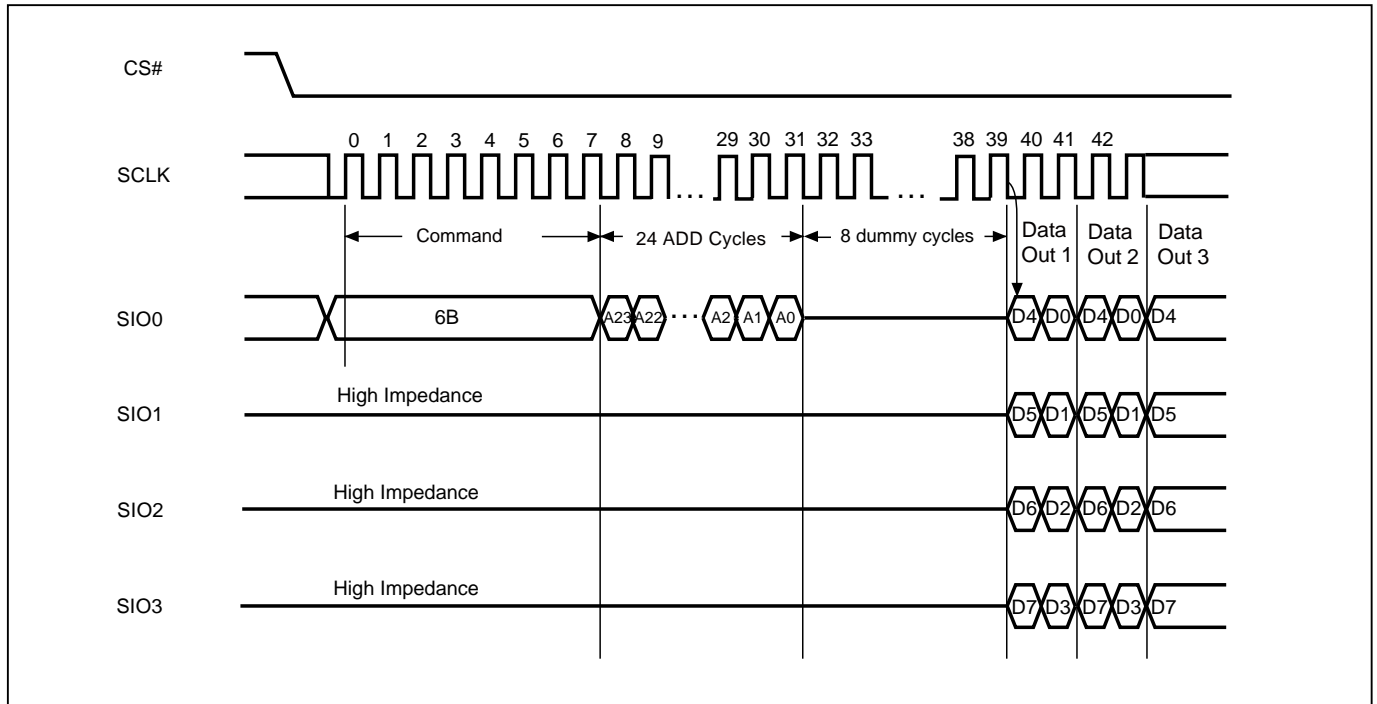 CS#
0 1 2 3 4 5 6 7 8 9 29 30 31 32 33 38 39 40 41 42
SCLK
... ...
Command 24 ADD Cycles 8 dummy cycles
Data Out 1
Data Out 2
Data Out 3
SIO0 6B A23 A22 ... A2 A1 A0 D4 D0 D4 D0 D4
High Impedance
SIO1 D5 D1 D5 D1 D5
High Impedance
SIO2 D6 D2 D6 D2 D6
High Impedance
SIO3 D7 D3 D7 D3 D7